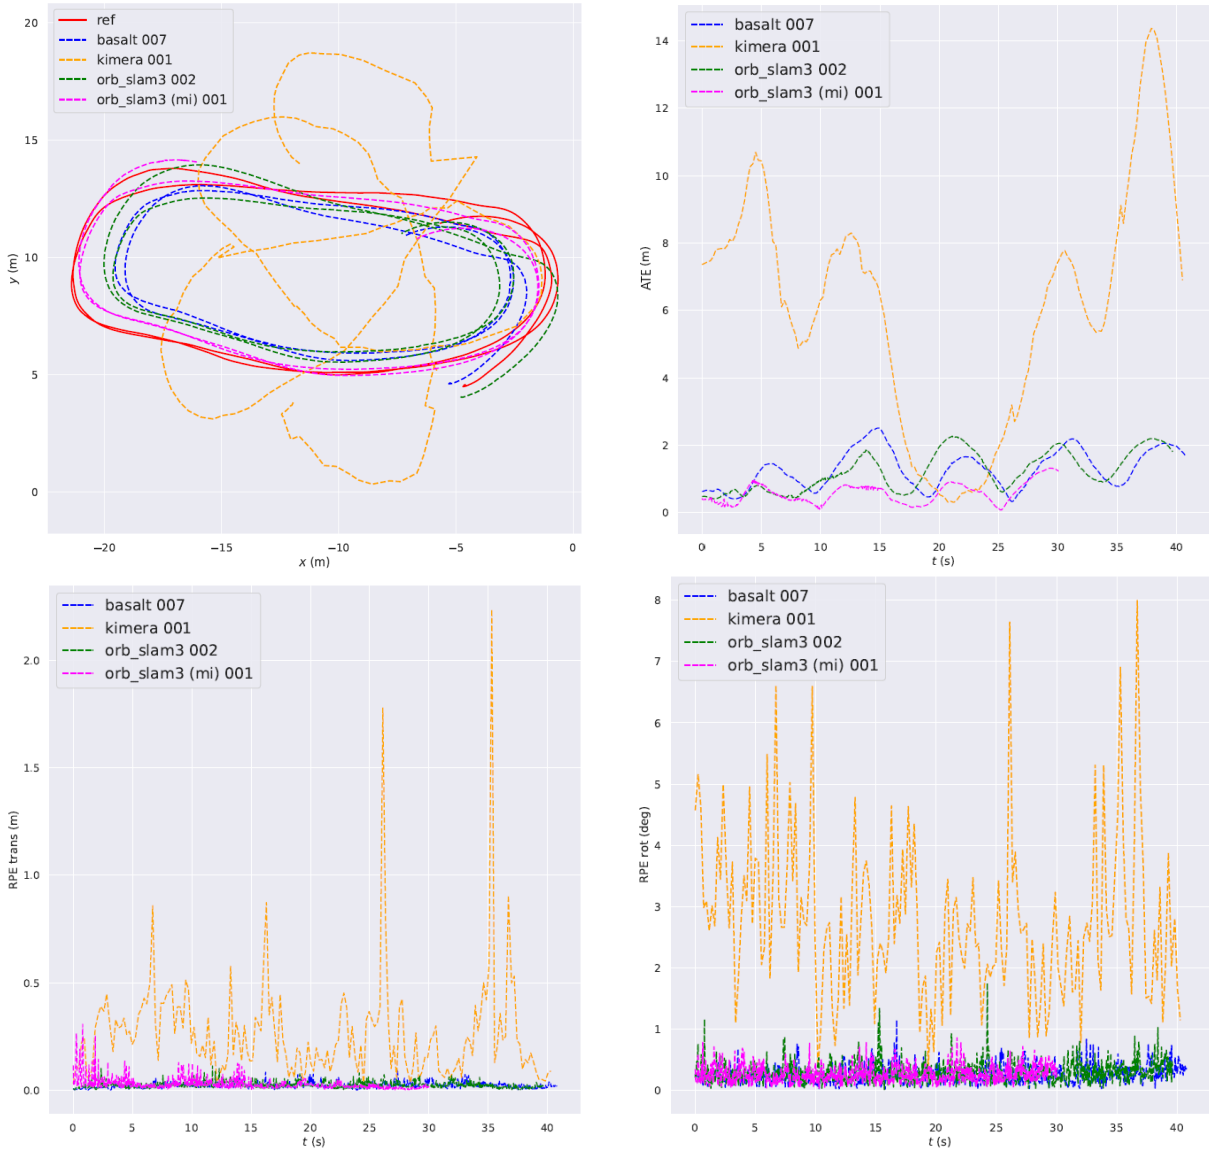 ref
basalt 007
kimera 001
orb_slam3 002
orb_slam3 (mi) 001
20
15
10
5
0
y (m)
−20
−15
−10
−5
0
x (m)
basalt 007
kimera 001
orb_slam3 002
orb_slam3 (mi) 001
14
12
10
8
6
4
2
0
ATE (m)
0
5
10
15
20
25
30
35
40
t (s)
basalt 007
kimera 001
orb_slam3 002
orb_slam3 (mi) 001
2.0
1.5
1.0
0.5
0.0
RPE trans (m)
0
5
10
15
20
25
30
35
40
t (s)
basalt 007
kimera 001
orb_slam3 002
orb_slam3 (mi) 001
8
7
6
5
4
3
2
1
0
RPE rot (deg)
0
5
10
15
20
25
30
35
40
t (s)